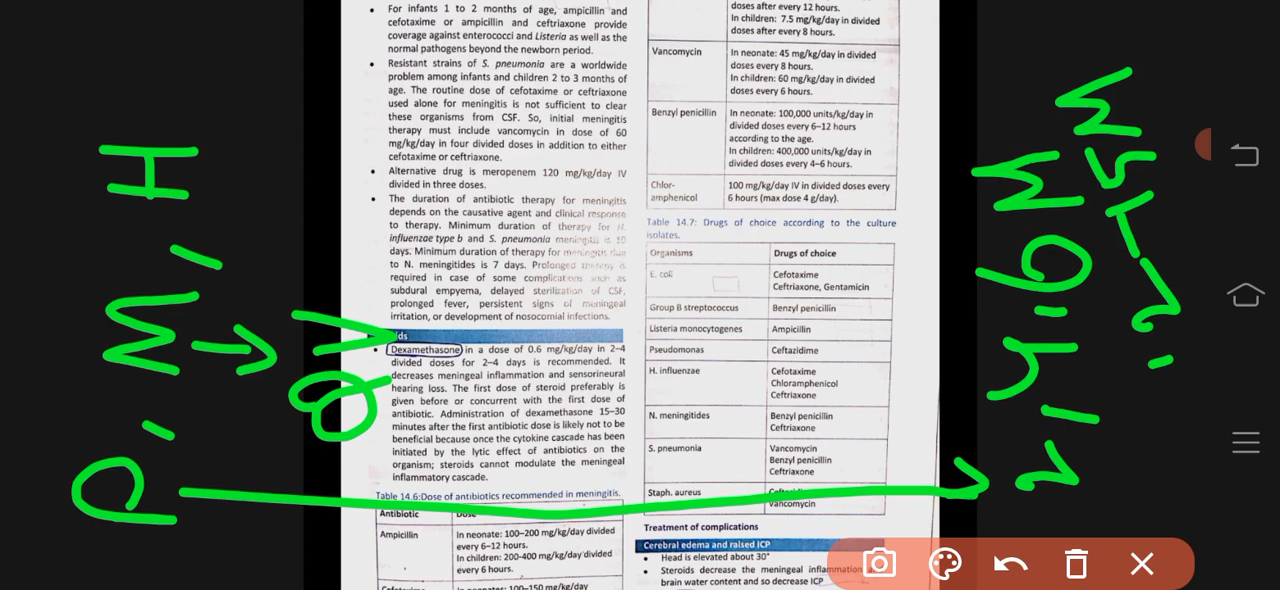 For infants 1 to 2 months of age, ampicillin and
cefotaxime or ampicillin and ceftriaxone provide
coverage against enterococci and Listeria as well as the
normal pathogens beyond the newborn period.
Resistant strains of S. pneumonia are a worldwide
problem among infants and children 2 to 3 months of
age. The routine dose of cefotaxime or ceftriaxone
used alone for meningitis is not sufficient to clear
these organisms from CSF. So, initial meningitis
therapy must include vancomycin in dose of 60
mg/kg/day in four divided doses in addition to either
cefotaxime or ceftriaxone.
Alternative drug is meropenem 120 mg/kg/day IV
divided in three doses.
The duration of antibiotic therapy for meningitis
depends on the causative agent and clinical response
to therapy. Minimum duration of therapy for H.
influenzae type b and S. pneumonia meningitis is 10
days. Minimum duration of therapy for meningitis due
to N. meningitides is 7 days. Prolonged therapy is
required in case of some complications such as
subdural empyema, delayed sterilization of CSF,
prolonged fever, persistent signs of meningeal
irritation, or development of nosocomial infections.
Dexamethasone in a dose of 0.6 mg/kg/day in 2-4
divided doses for 2-4 days is recommended. It
decreases meningeal inflammation and sensorineural
hearing loss. The first dose of steroid preferably is
given before or concurrent with the first dose of
antibiotic. Administration of dexamethasone 15-30
minutes after the first antibiotic dose is likely not to be
beneficial because once the cytokine cascade has been
initiated by the lytic effect of antibiotics on the
organism; steroids cannot modulate the meningeal
inflammatory cascade.
Table 14.6:Dose of antibiotics recommended in meningitis.
Antibiotic Dose
Ampicillin In neonate: 100–200 mg/kg/day divided
every 6–12 hours.
In children: 200-400 mg/kg/day divided
every 6 hours.
In neonates: 100–150 mg/kg/day
doses after every 12 hours.
In children: 7.5 mg/kg/day in divided
doses after every 8 hours.
Vancomycin In neonate: 45 mg/kg/day in divided
doses every 8 hours.
In children: 60 mg/kg/day in divided
doses every 6 hours.
Benzyl penicillin In neonate: 100,000 units/kg/day in
divided doses every 6–12 hours
according to the age.
In children: 400,000 units/kg/day in
divided doses every 4–6 hours.
Chlor- 100 mg/kg/day IV in divided doses every
amphenicol 6 hours (max dose 4 g/day).
Table 14.7: Drugs of choice according to the culture
isolates.
Organisms Drugs of choice
E. coli Cefotaxime
Ceftriaxone, Gentamicin
Group B streptococcus Benzyl penicillin
Listeria monocytogenes Ampicillin
Pseudomonas Ceftazidime
H. influenzae Cefotaxime
Chloramphenicol
Ceftriaxone
N. meningitides Benzyl penicillin
Ceftriaxone
S. pneumonia Vancomycin
Benzyl penicillin
Ceftriaxone
Staph. aureus
Vancomycin
Treatment of complications
Cerebral edema and raised ICP
Head is elevated about 30°
Steroids decrease the meningeal inflammation
brain water content and so decrease ICP